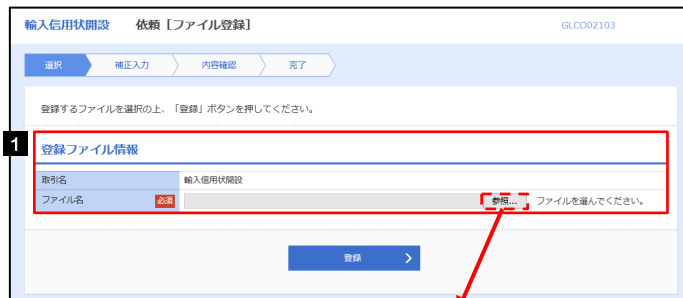 輸入信用状開設 依頼［ファイル登録］ GLCO02103
選択 補正入力 内容確認 完了
登録するファイルを選択の上、「登録」ボタンを押してください。
1
登録ファイル情報
取引名 輸入信用状開設
ファイル名 必須 参照... ファイルを選んでください。
登録